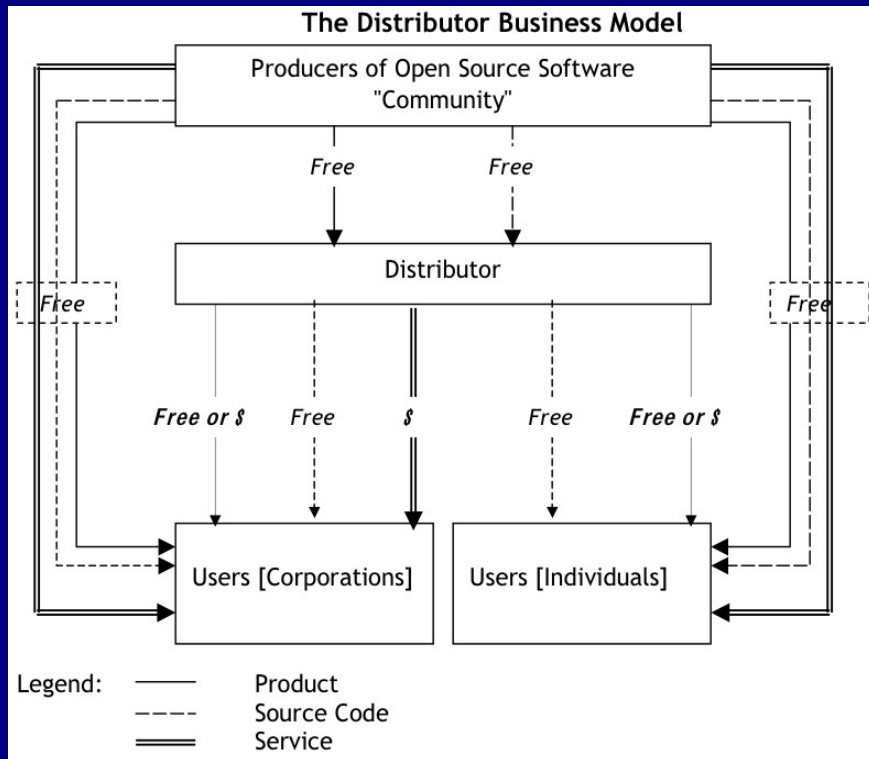 The Distributor Business Model
Producers of Open Source Software
"Community"
Free
Free
Distributor
Free
Free
Free or $
Free
$
Free
Free or $
Users [Corporations]
Users [Individuals]
Legend:
Product
Source Code
Service